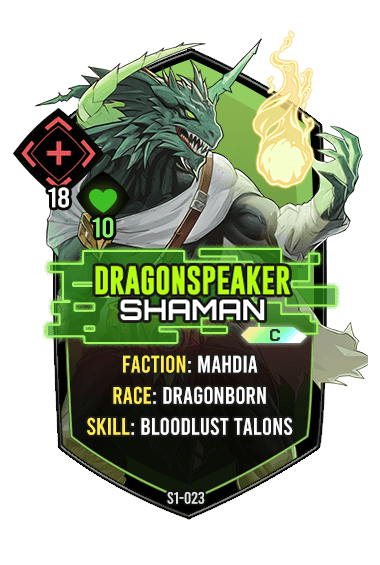 18
10
DRAGONSPEAKER
SHAMAN
C
FACTION: MAHDIA
RACE: DRAGONBORN
SKILL: BLOODLUST TALONS
S1-023